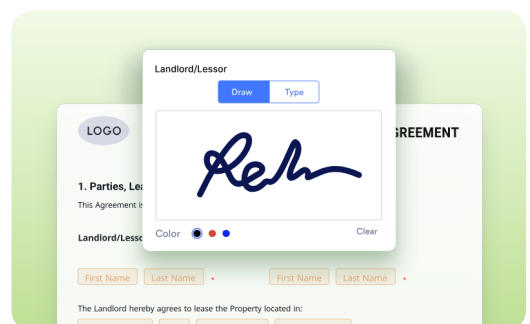 Landlord/Lessor
Draw Type
LOGO
GREEMENT
1. Parties, Lea
This Agreement is
Landlord/Lesso
Color Clear
First Name Last Name * First Name Last Name *
The Landlord hereby agrees to lease the Property located in: